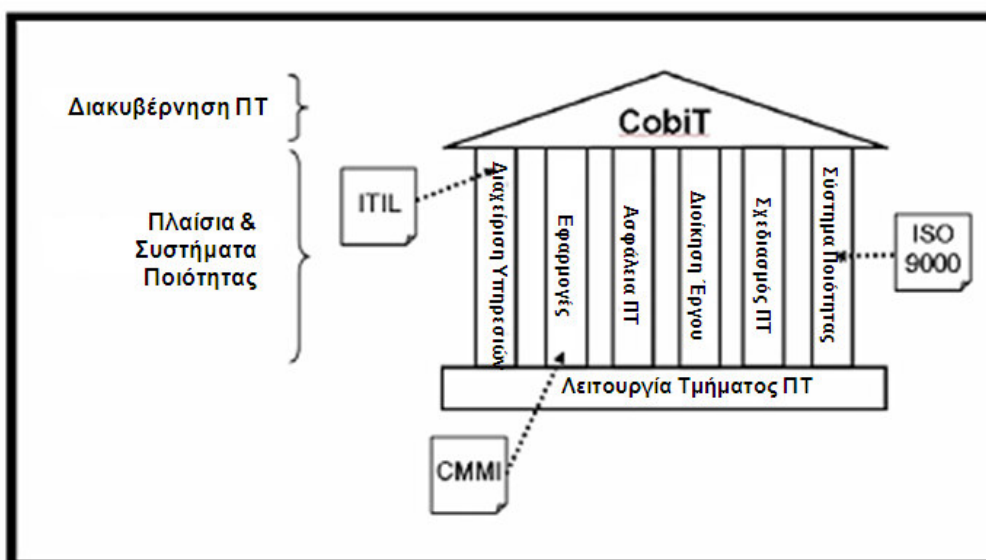 Διακυβέρνηση ΠΤ
CobiT
Πλαίσια &
Συστήματα
Ποιότητας
ITIL
Διαχείριση Υπηρεσιών
Εφαρμογές
Ασφάλεια ΠΤ
Διοίκηση Έργου
Σχεδιασμός ΠΤ
Σύστημα Ποιότητας
ISO
9000
Λειτουργία Τμήματος ΠΤ
CMMI